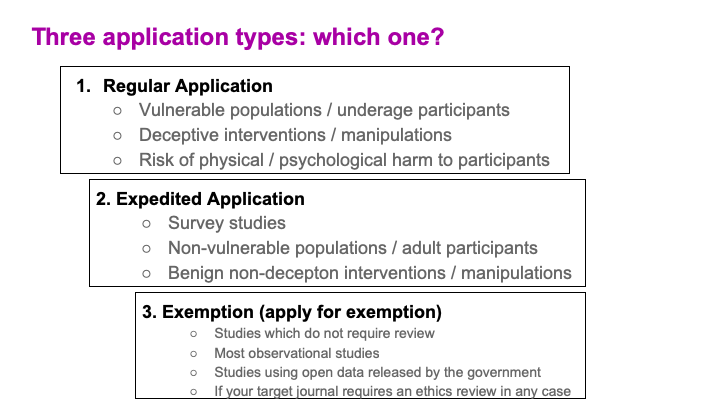 Three application types: which one?
1. Regular Application
○ Vulnerable populations / underage participants
○ Deceptive interventions / manipulations
○ Risk of physical / psychological harm to participants
2. Expedited Application
○ Survey studies
○ Non-vulnerable populations / adult participants
○ Benign non-decepton interventions / manipulations
3. Exemption (apply for exemption)
○ Studies which do not require review
○ Most observational studies
○ Studies using open data released by the government
○ If your target journal requires an ethics review in any case